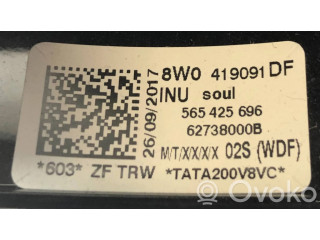 8W0 419091 DF
INU soul
565 425 696
62738000B
M/T/XXXX 02S (WDF)
*603* ZF TRW *TATA200V8VC*
26/09/2017
Ovoko